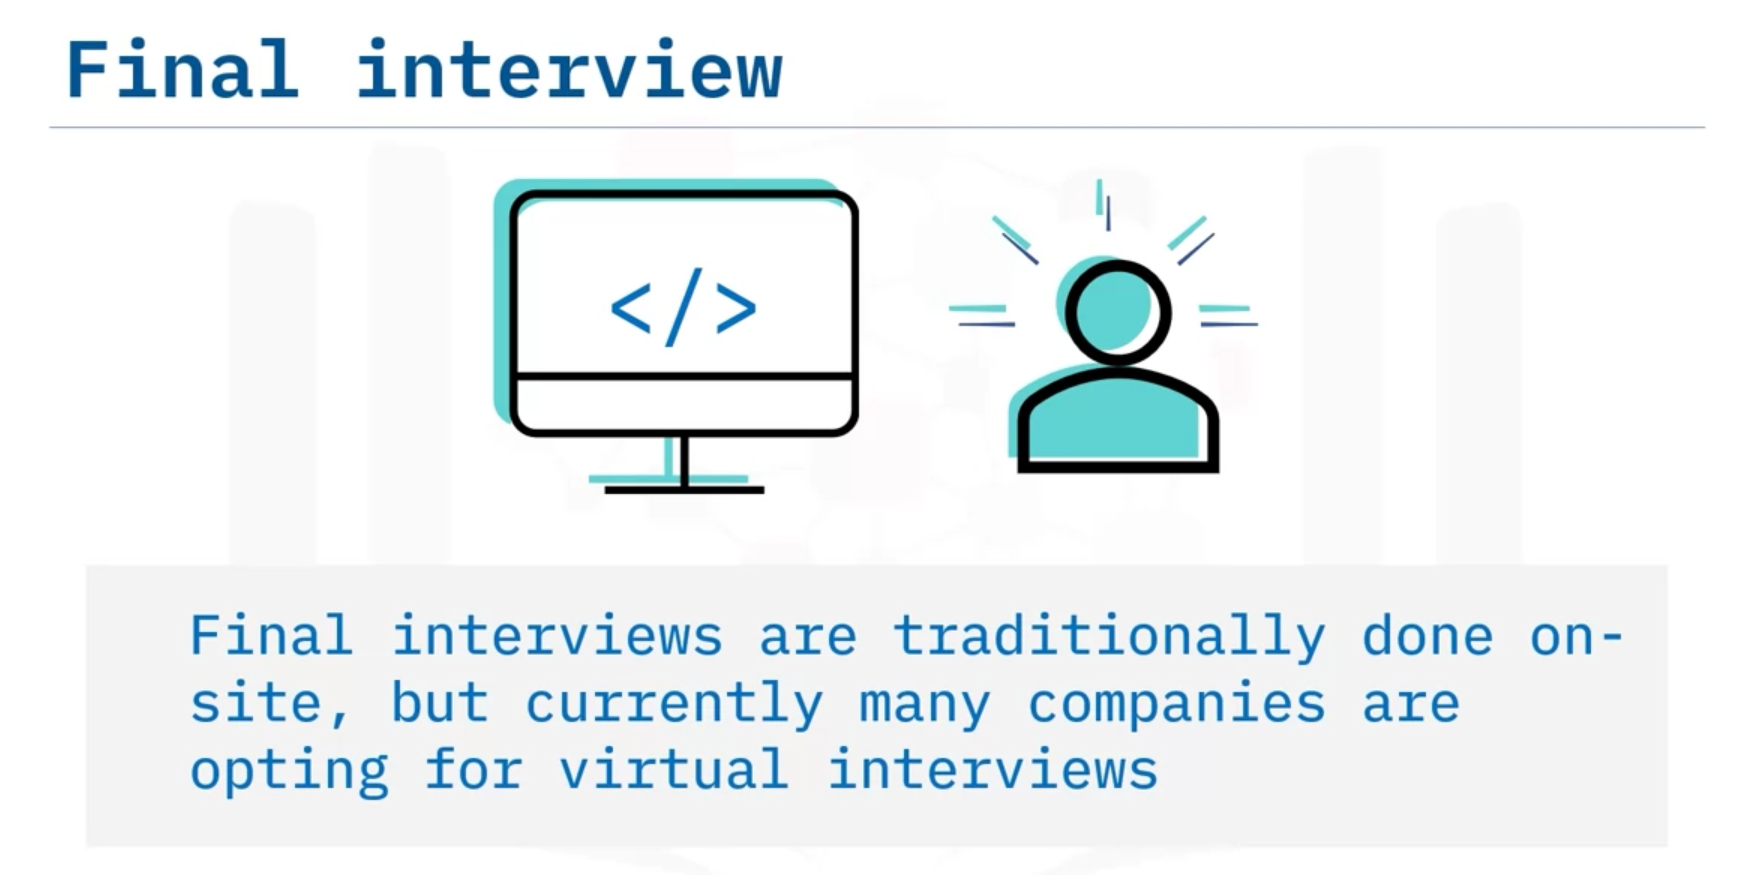 Final interview
</>
Final interviews are traditionally done on-
site, but currently many companies are
opting for virtual interviews